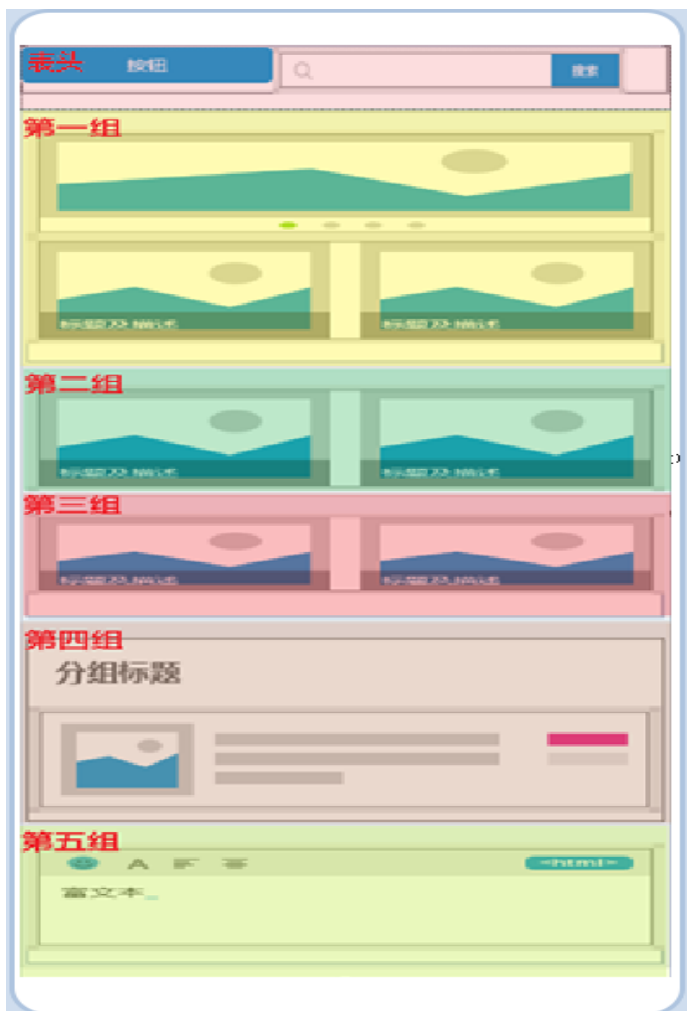 表头
按钮
搜索
第一组
标题及描述
标题及描述
第二组
标题及描述
标题及描述
第三组
标题及描述
标题及描述
第四组
分组标题
第五组
A
<html>
富文本_